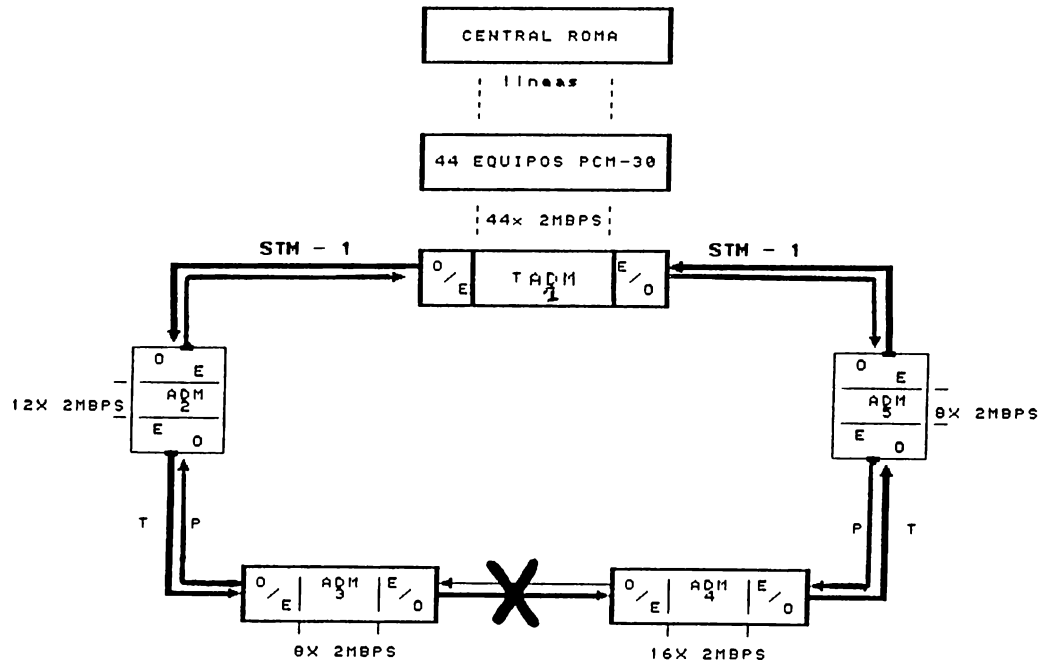 CENTRAL ROMA
líneas
44 EQUIPOS PCM-30
44x 2MBPS
STM - 1
STM - 1
O/E
TADM
1
E/O
O
E
ADM
2
E
O
12X 2MBPS
O
E
ADM
5
E
O
8X 2MBPS
T
P
P
T
O/E
ADM
3
E/O
O/E
ADM
4
E/O
8X 2MBPS
16X 2MBPS